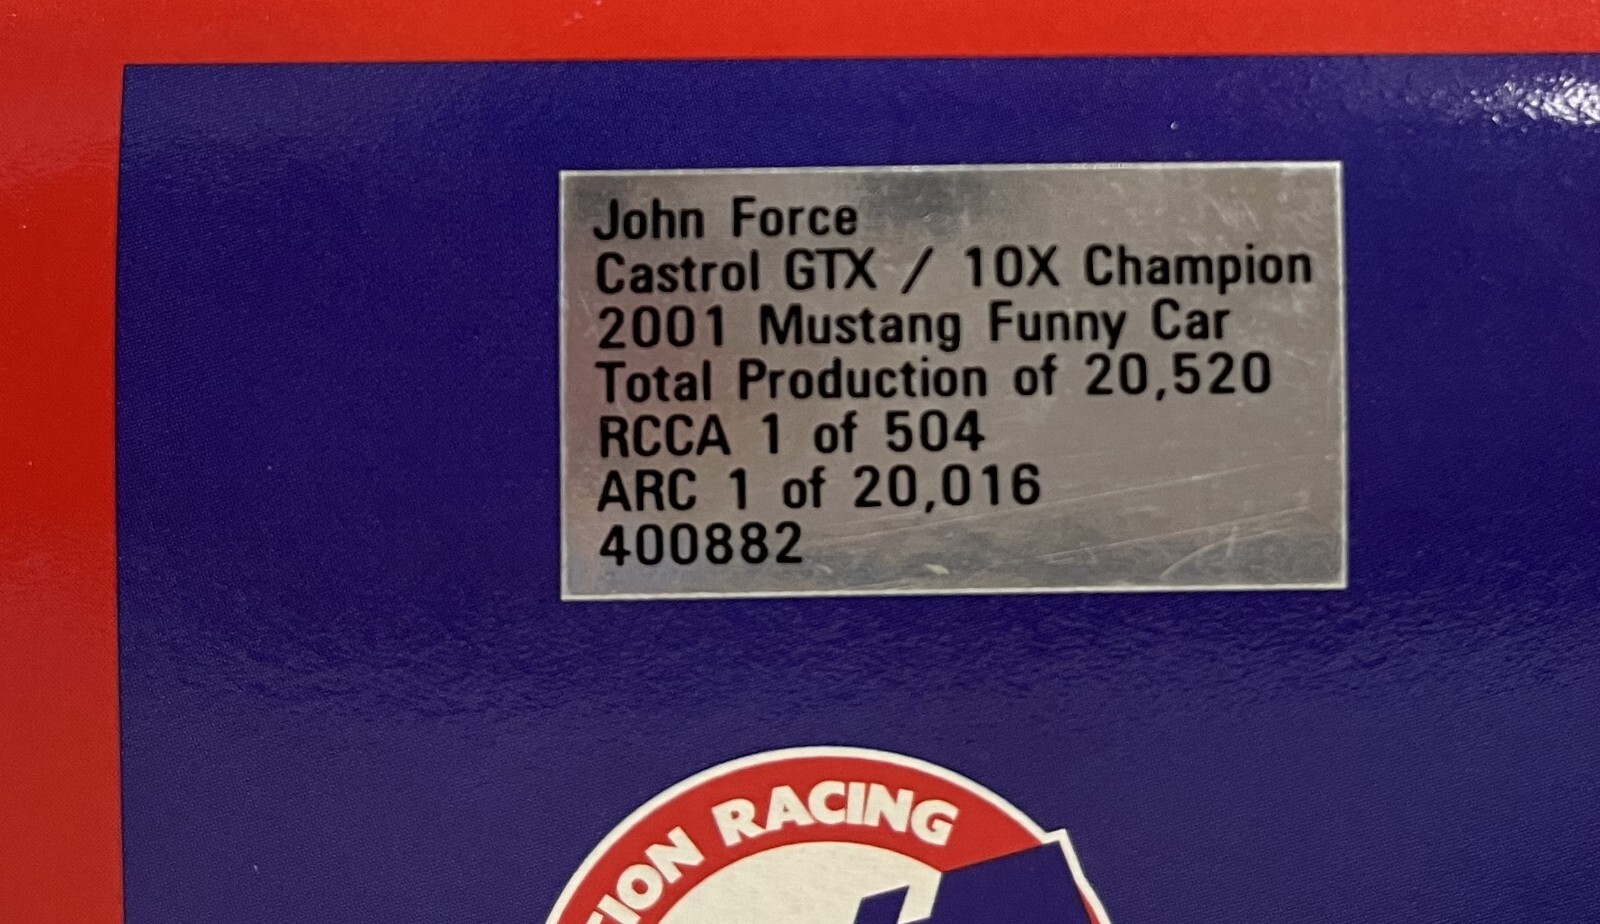 John Force
Castrol GTX / 10X Champion
2001 Mustang Funny Car
Total Production of 20,520
RCCA 1 of 504
ARC 1 of 20,016
400882
RACING